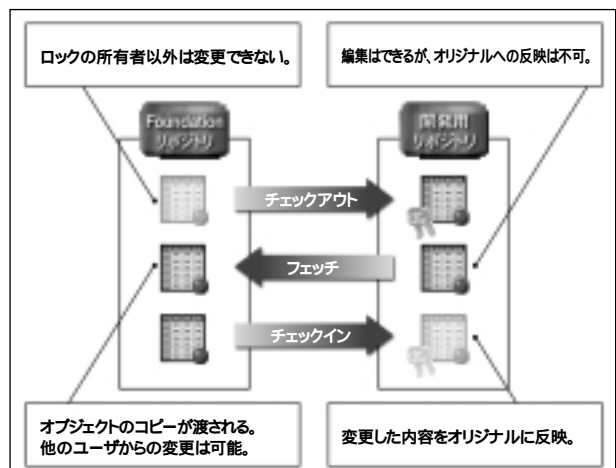 ロックの所有者以外は変更できない。
編集はできるが、オリジナルへの反映は不可。
Foundation
リポジトリ
開発用
リポジトリ
チェックアウト
フェッチ
チェックイン
オブジェクトのコピーが渡される。
他のユーザからの変更は可能。
変更した内容をオリジナルに反映。